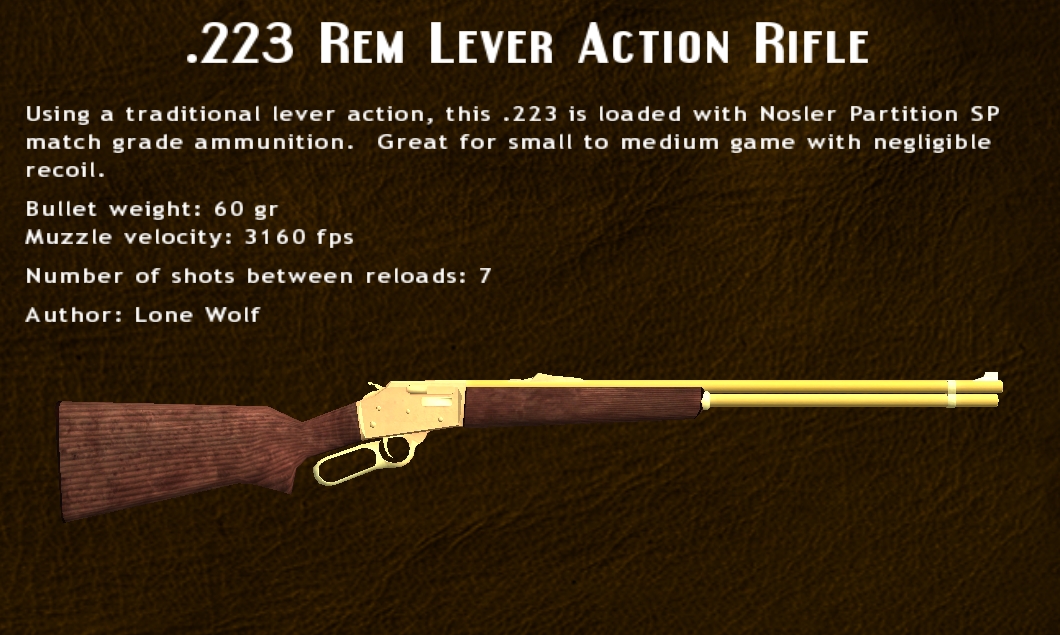 .223 Rem Lever Action Rifle
Using a traditional lever action, this .223 is loaded with Nosler Partition SP
match grade ammunition.  Great for small to medium game with negligible
recoil.
Bullet weight: 60 gr
Muzzle velocity: 3160 fps
Number of shots between reloads: 7
Author: Lone Wolf